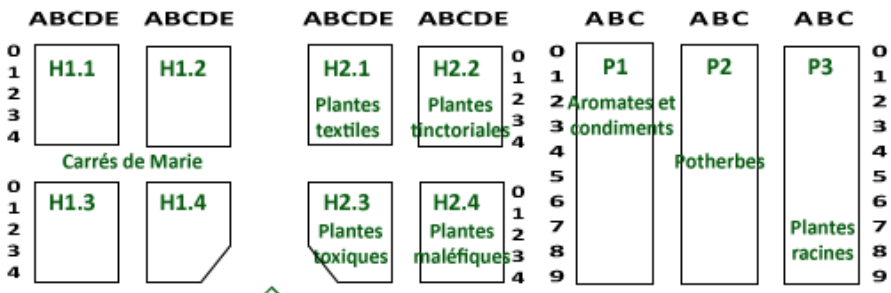 ABCDE ABCDE ABCDE ABCDE ABC ABC ABC
0 0 0 0
1 H1.1 H1.2 H2.1 H2.2 1 1 P1 P2 P3 1
2 Plantes Plantes 2 2 Aromates et 2
3 textiles tinctoriales 3 3 condiments 3
4 4 4 4
Carrés de Marie Potherbes
5 5
0 H1.3 H1.4 H2.3 H2.4 0 6 6
1 Plantes Plantes 1 7 Plantes 7
2 toxiques maléfiques 2 8 racines 8
3 3 9 9
4 4